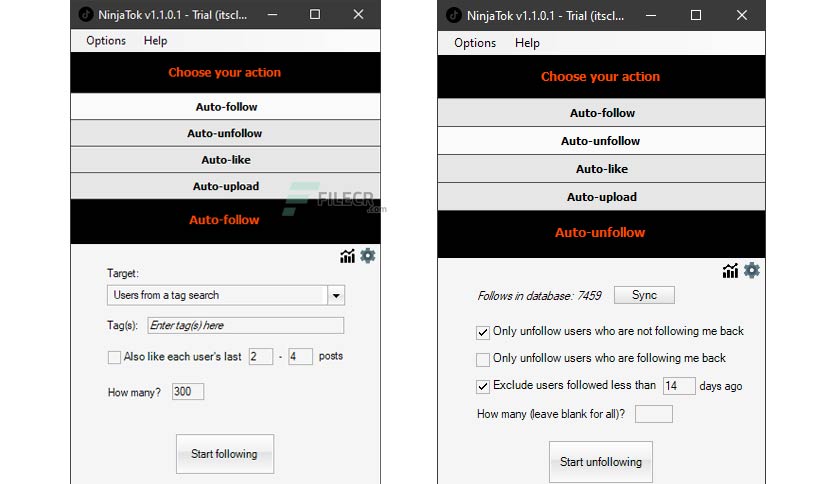 NinjaTok v1.1.0.1 - Trial (itscl...
Options Help
Choose your action
Auto-follow
Auto-unfollow
Auto-like
Auto-upload
FILECR
.com
Auto-follow
Target:
Users from a tag search
Tag(s): Enter tag(s) here
Also like each user's last 2 - 4 posts
How many? 300
Start following
NinjaTok v1.1.0.1 - Trial (itscl...
Options Help
Choose your action
Auto-follow
Auto-unfollow
Auto-like
Auto-upload
Auto-unfollow
Follows in database: 7459 Sync
Only unfollow users who are not following me back
Only unfollow users who are following me back
Exclude users followed less than 14 days ago
How many (leave blank for all)?
Start unfollowing